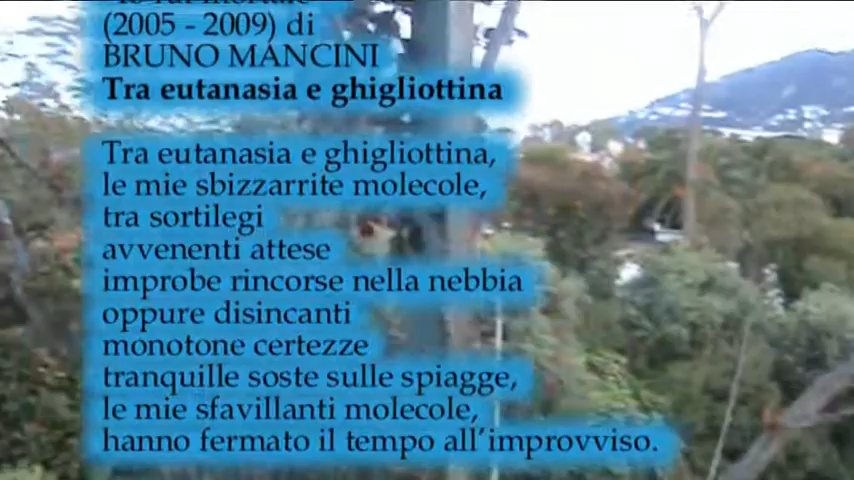 (2005 - 2009) di
BRUNO MANCINI
Tra eutanasia e ghigliottina
Tra eutanasia e ghigliottina,
le mie sbizzarrite molecole,
tra sortilegi
avvenenti attese
improbe rincorse nella nebbia
oppure disincanti
monotone certezze
tranquille soste sulle spiagge,
le mie sfavillanti molecole,
hanno fermato il tempo all'improvviso.